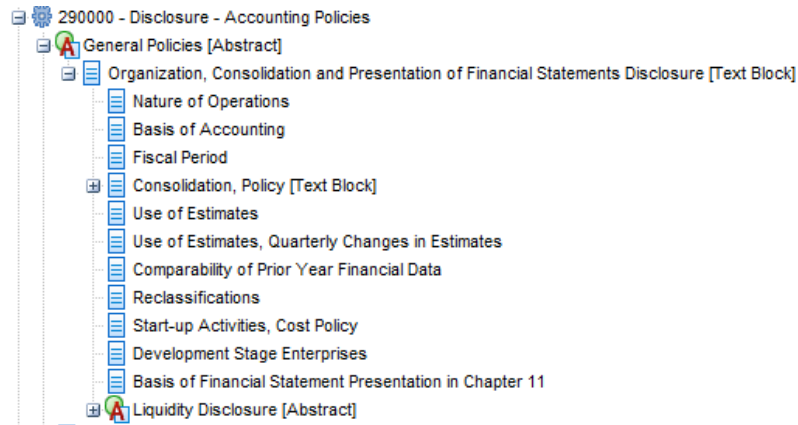 290000 - Disclosure - Accounting Policies
General Policies [Abstract]
Organization, Consolidation and Presentation of Financial Statements Disclosure [Text Block]
Nature of Operations
Basis of Accounting
Fiscal Period
Consolidation, Policy [Text Block]
Use of Estimates
Use of Estimates, Quarterly Changes in Estimates
Comparability of Prior Year Financial Data
Reclassifications
Start-up Activities, Cost Policy
Development Stage Enterprises
Basis of Financial Statement Presentation in Chapter 11
Liquidity Disclosure [Abstract]